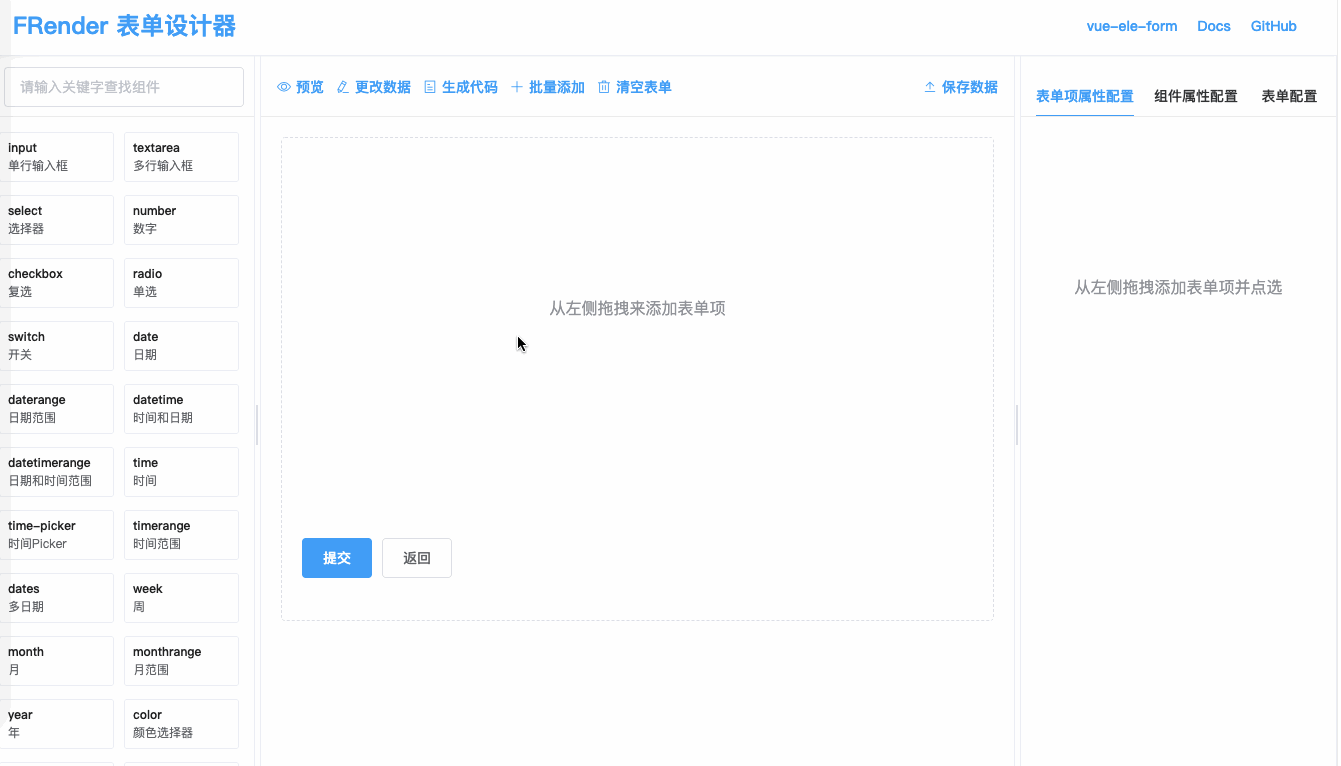 FRender 表单设计器
vue-ele-form Docs GitHub
请输入关键字查找组件
预览 更改数据 生成代码 批量添加 清空表单 保存数据
表单项属性配置 组件属性配置 表单配置
input
单行输入框
textarea
多行输入框
select
选择器
number
数字
checkbox
复选
radio
单选
switch
开关
date
日期
daterange
日期范围
datetime
时间和日期
datetimerange
日期和时间范围
time
时间
time-picker
时间Picker
timerange
时间范围
dates
多日期
week
周
month
月
monthrange
月范围
year
年
color
颜色选择器
从左侧拖拽来添加表单项
提交 返回
从左侧拖拽添加表单项并点选